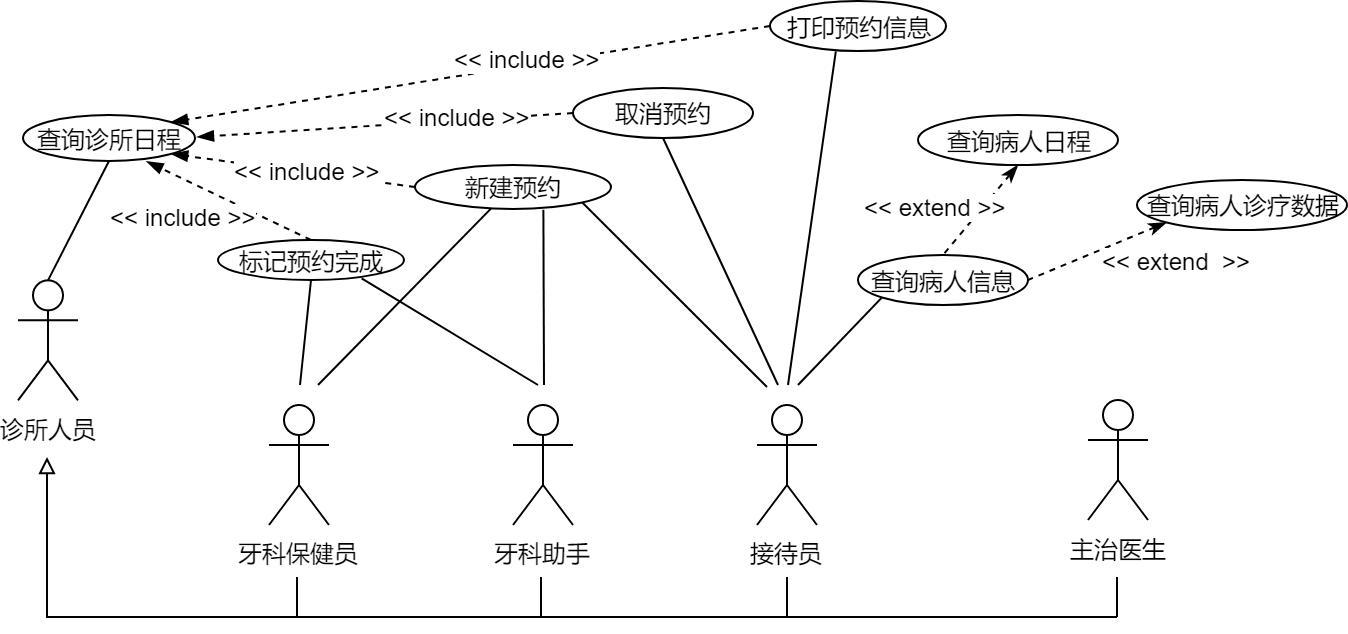 打印预约信息
<< include >>
取消预约
<< include >>
查询诊所日程
查询病人日程
<< include >>
新建预约
<< extend >>
查询病人诊疗数据
<< include >>
标记预约完成
<< extend  >>
查询病人信息
诊所人员
牙科保健员
牙科助手
接待员
主治医生